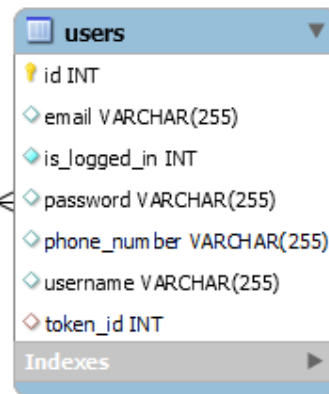 users
id INT
email VARCHAR(255)
is_logged_in INT
password VARCHAR(255)
phone_number VARCHAR(255)
username VARCHAR(255)
token_id INT
Indexes